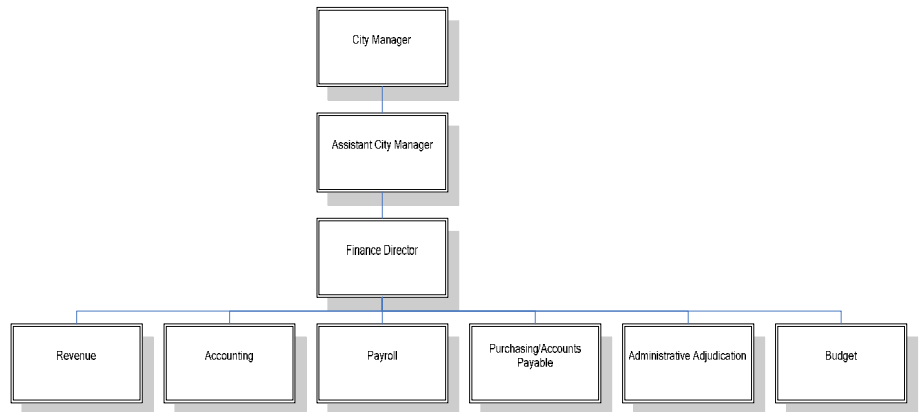 City Manager
Assistant City Manager
Finance Director
Revenue
Accounting
Payroll
Purchasing/Accounts
Payable
Administrative Adjudication
Budget